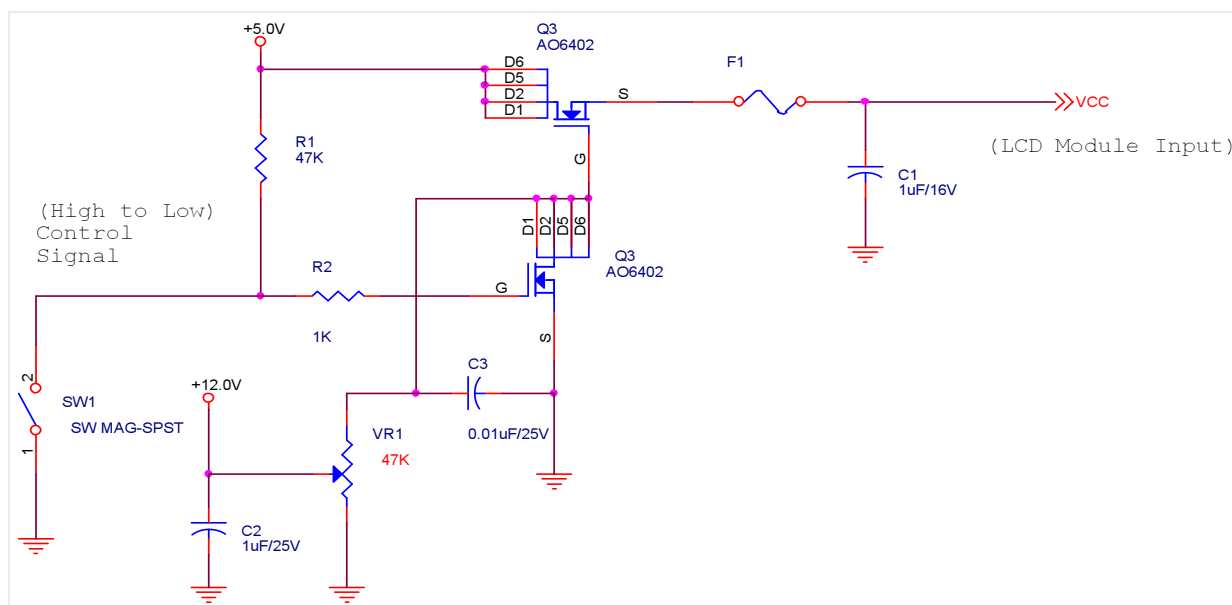 +5.0V
Q3
AO6402
D6
D5
D2
D1
S
G
F1
VCC
(LCD Module Input)
R1
47K
C1
1uF/16V
(High to Low)
Control
Signal
D1
D2
D5
D6
Q3
AO6402
R2
1K
G
S
C3
0.01uF/25V
+12.0V
2
SW1
SW MAG-SPST
1
VR1
47K
C2
1uF/25V